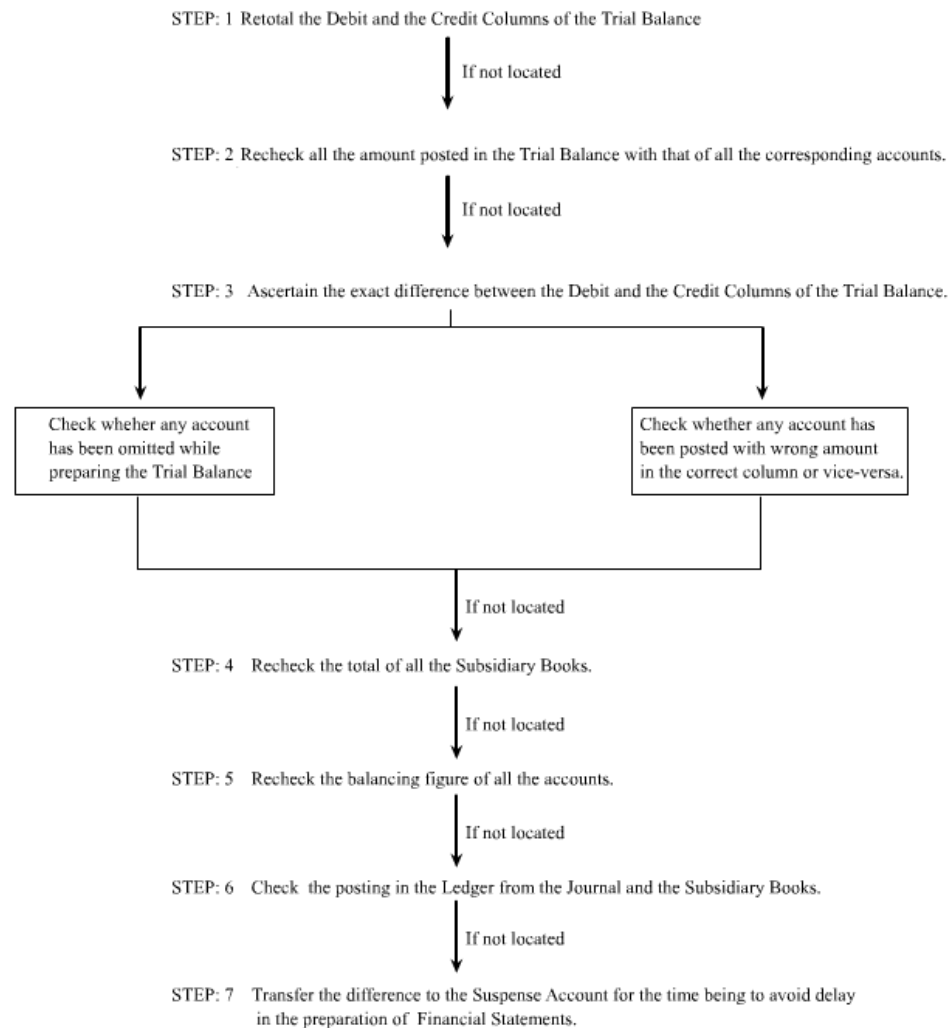 STEP: 1 Retotal the Debit and the Credit Columns of the Trial Balance
If not located
STEP: 2 Recheck all the amount posted in the Trial Balance with that of all the corresponding accounts.
If not located
STEP: 3 Ascertain the exact difference between the Debit and the Credit Columns of the Trial Balance.
Check wheher any account
has been omitted while
preparing the Trial Balance
Check whether any account has
been posted with wrong amount
in the correct column or vice-versa.
If not located
STEP: 4 Recheck the total of all the Subsidiary Books.
If not located
STEP: 5 Recheck the balancing figure of all the accounts.
If not located
STEP: 6 Check the posting in the Ledger from the Journal and the Subsidiary Books.
If not located
STEP: 7 Transfer the difference to the Suspense Account for the time being to avoid delay
in the preparation of Financial Statements.